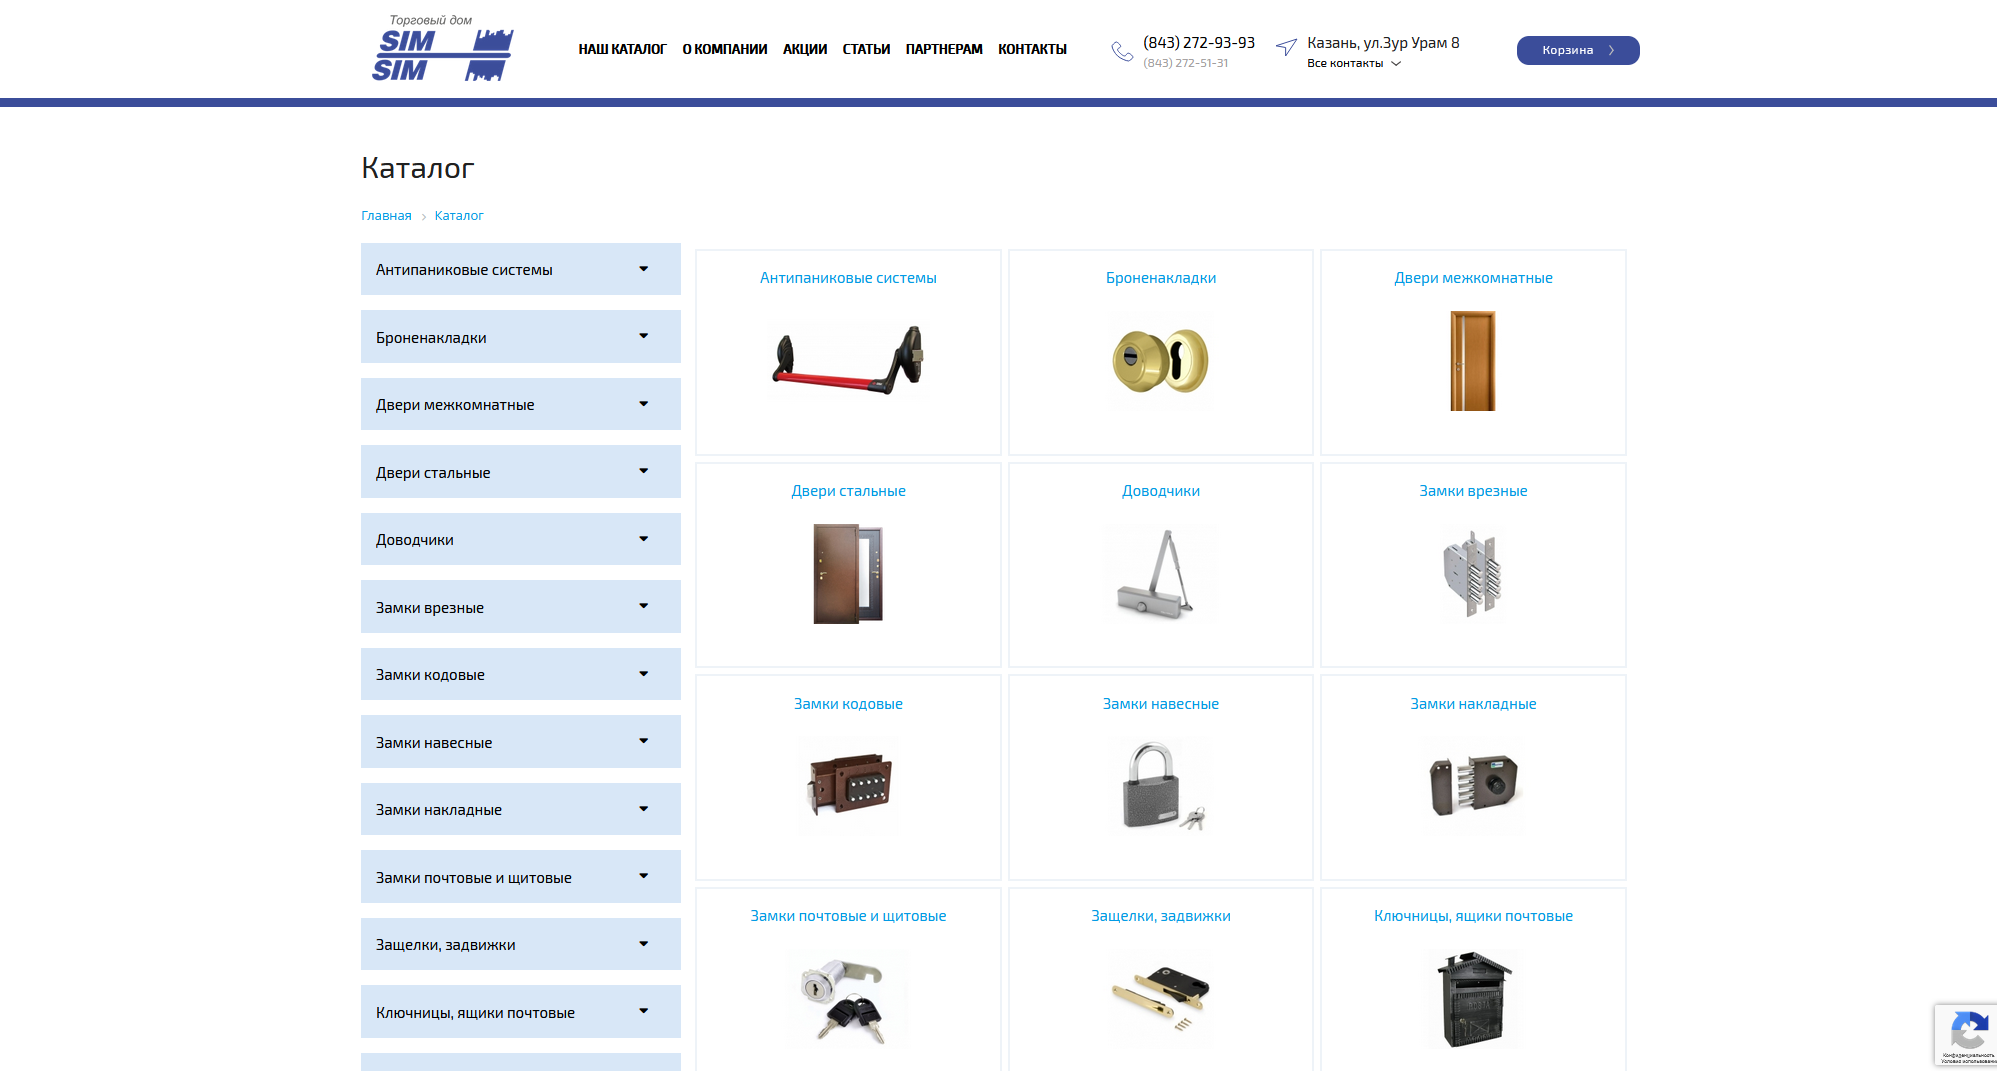 Торговый дом
SIM
SIM
НАШ КАТАЛОГ О КОМПАНИИ АКЦИИ СТАТЬИ ПАРТНЕРАМ КОНТАКТЫ
(843) 272-93-93
(843) 272-51-31
Казань, ул.Зур Урам 8
Все контакты
Корзина
Каталог
Главная Каталог
Антипаниковые системы
Броненакладки
Двери межкомнатные
Двери стальные
Доводчики
Замки врезные
Замки кодовые
Замки навесные
Замки накладные
Замки почтовые и щитовые
Защелки, задвижки
Ключницы, ящики почтовые
Антипаниковые системы
Броненакладки
Двери межкомнатные
Двери стальные
Доводчики
Замки врезные
Замки кодовые
Замки навесные
Замки накладные
Замки почтовые и щитовые
Защелки, задвижки
Ключницы, ящики почтовые
Конфиденциальность